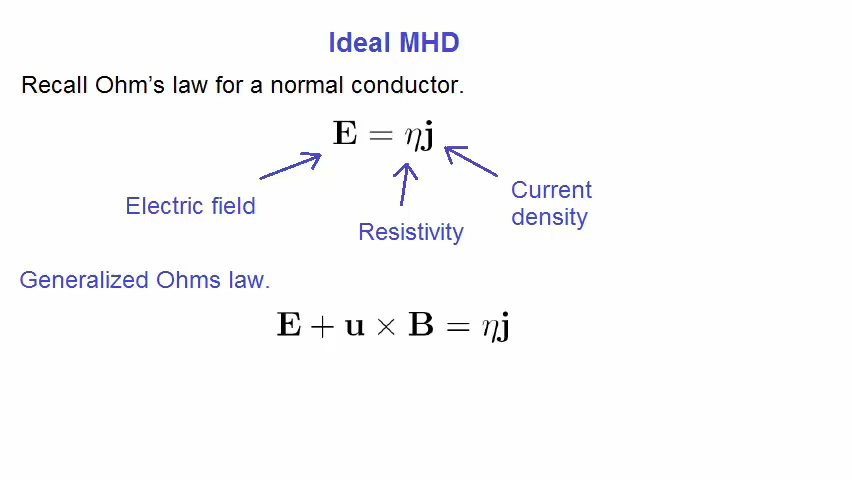 Ideal MHD
Recall Ohm's law for a normal conductor.
E = ηj
Electric field
Resistivity
Current
density
Generalized Ohms law.
E + u × B = ηj